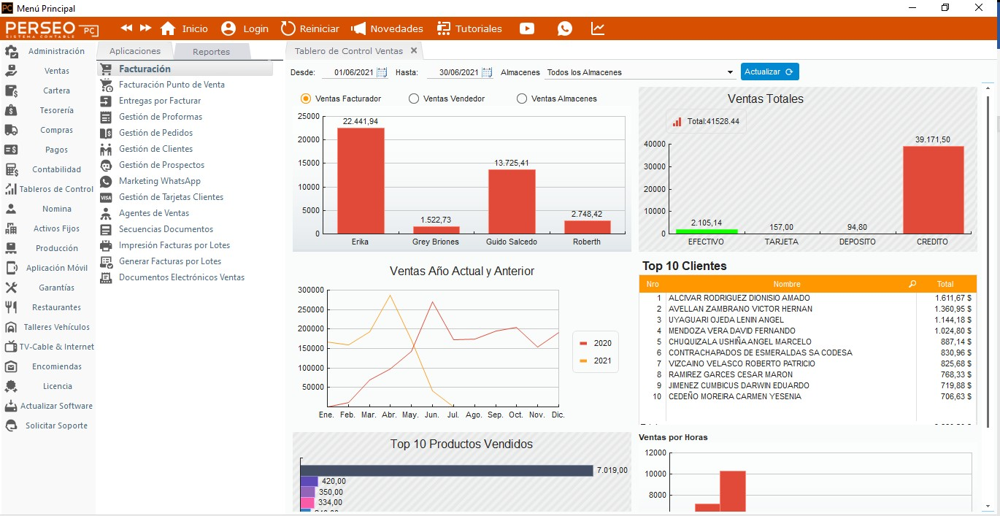 PC Menú Principal
PERSEO PC
SISTEMA CONTABLE
Inicio Login Reiniciar Novedades Tutoriales
Administración
Ventas
Cartera
Tesorería
Compras
Pagos
Contabilidad
Tableros de Control
Nomina
Activos Fijos
Producción
Aplicación Móvil
Garantías
Restaurantes
Talleres Vehículos
TV-Cable & Internet
Encomiendas
Licencia
Actualizar Software
Solicitar Soporte
Aplicaciones Reportes
Facturación
Facturación Punto de Venta
Entregas por Facturar
Gestión de Proformas
Gestión de Pedidos
Gestión de Clientes
Gestión de Prospectos
Marketing WhatsApp
VISA Gestión de Tarjetas Clientes
Agentes de Ventas
Secuencias Documentos
Impresión Facturas por Lotes
Generar Facturas por Lotes
Documentos Electrónicos Ventas
Tablero de Control Ventas
Desde: 01/06/2021 Hasta: 30/06/2021 Almacenes Todos los Almacenes Actualizar
Ventas Facturador Ventas Vendedor Ventas Almacenes
25000
20000
15000
10000
5000
0
22.441,94
1.522,73
13.725,41
2.748,42
Erika Grey Briones Guido Salcedo Roberth
Ventas Totales
Total:41528.44
40000
30000
20000
10000
0
2.105,14
157,00
94,80
39.171,50
EFECTIVO TARJETA DEPOSITO CREDITO
Ventas Año Actual y Anterior
300000
250000
200000
150000
100000
50000
Ene. Feb. Mar. Abr. May. Jun. Jul. Ago. Sep. Oct. Nov. Dic.
2020
2021
Top 10 Clientes
Nro Nombre Total
1 ALCIVAR RODRIGUEZ DIONISIO AMADO 1.611,67 $
2 AVELLAN ZAMBRANO VICTOR HERNAN 1.360,95 $
3 UYAGUARI OJEDA LENIN ANGEL 1.144,18 $
4 MENDOZA VERA DAVID FERNANDO 1.024,80 $
5 CHUQUIZALA USHIÑA ANGEL MARCELO 887,14 $
6 CONTRACHAPADOS DE ESMERALDAS SA CODESA 830,96 $
7 VIZCAINO VELASCO ROBERTO PATRICIO 825,68 $
8 RAMIREZ GARCES CESAR MARON 768,33 $
9 JIMENEZ CUMBICUS DARWIN EDUARDO 719,88 $
10 CEDEÑO MOREIRA CARMEN YESENIA 706,63 $
Top 10 Productos Vendidos
7.019,00
420,00
350,00
334,00
Ventas por Horas
12000
10000
8000